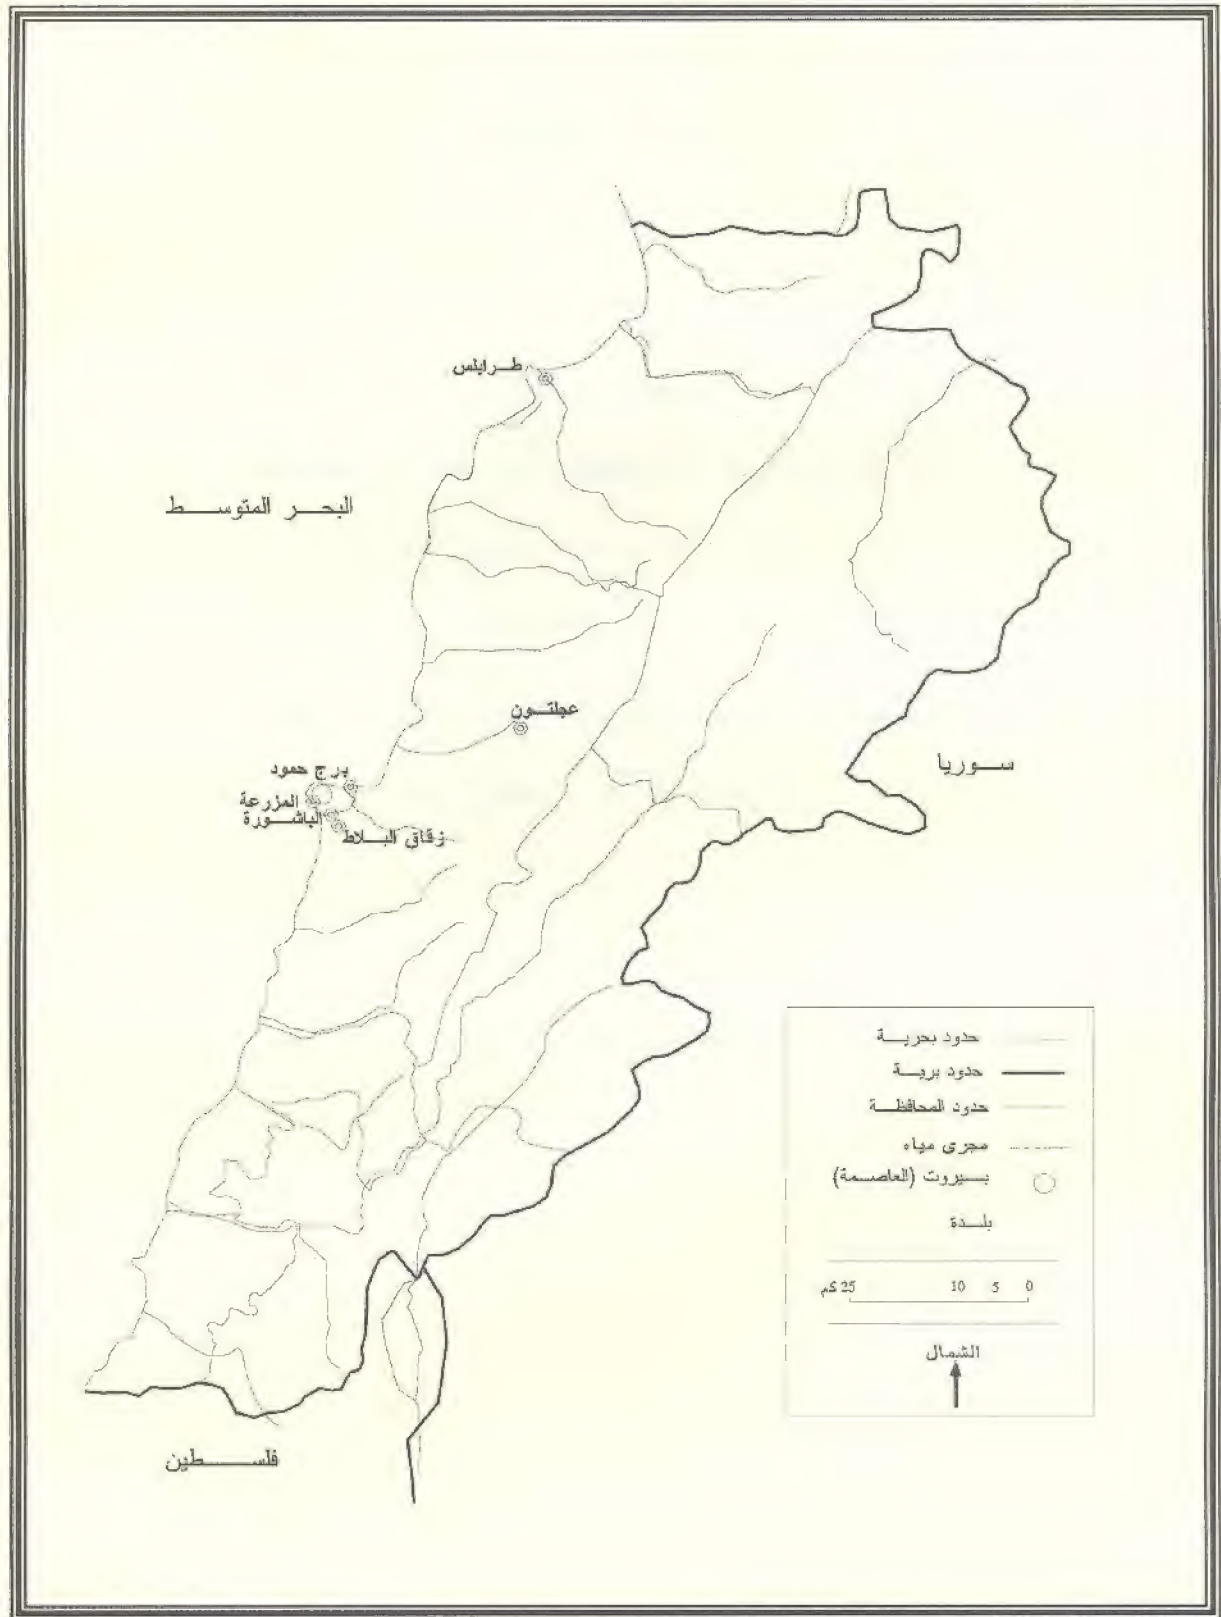 طرابلس
البحر المتوسط
عجلتون
سوريا
برج حمود
المزرعة
الباشورة
زقاق البلاط
حدود بحرية
حدود برية
حدود المحافظة
مجرى مياه
بيروت (العاصمة)
بلدة
0 5 10 25 كم
الشمال
فلسطين